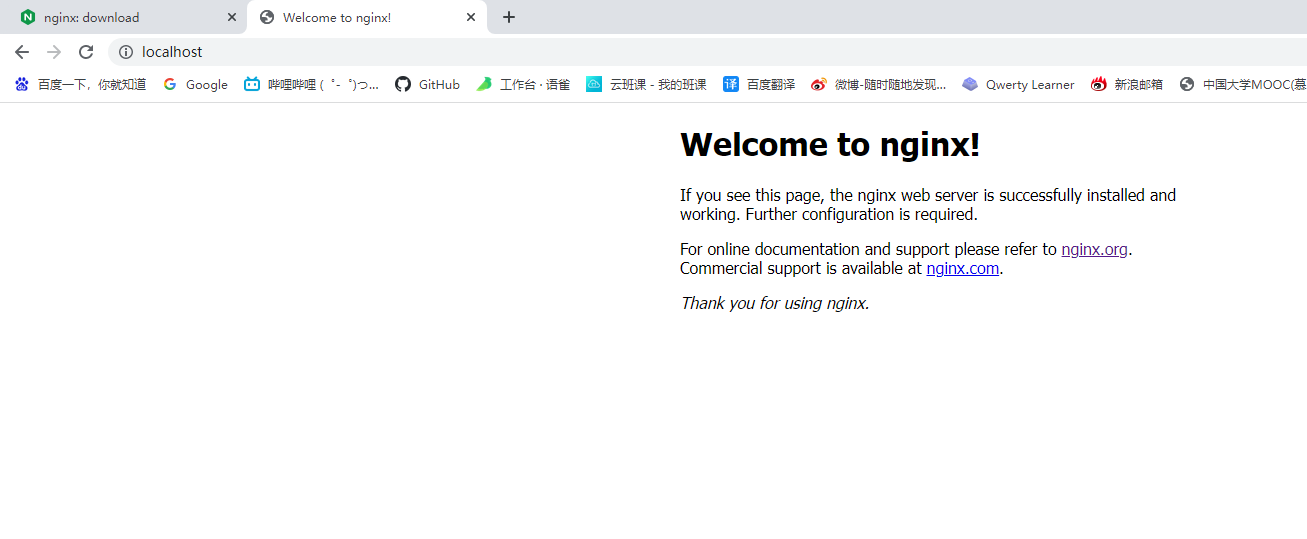 nginx: download
Welcome to nginx!
localhost
百度一下，你就知道 Google 哔哩哔哩 ( ゜- ゜)つ... GitHub 工作台 · 语雀 云班课 - 我的班课 百度翻译 微博-随时随地发现... Qwerty Learner 新浪邮箱 中国大学MOOC(慕
Welcome to nginx!
If you see this page, the nginx web server is successfully installed and
working. Further configuration is required.
For online documentation and support please refer to nginx.org.
Commercial support is available at nginx.com.
Thank you for using nginx.